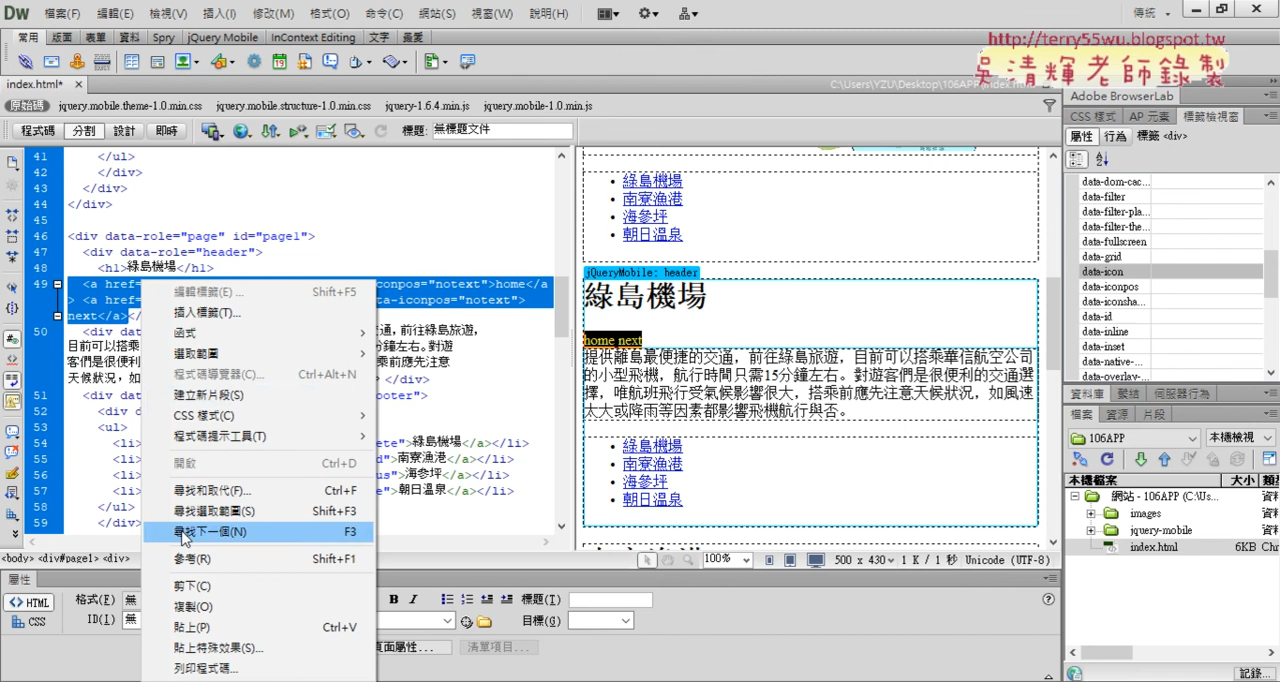 Dw 檔案(F) 編輯(E) 檢視(V) 插入(I) 修改(M) 格式(O) 命令(C) 網站(S) 視窗(W) 說明(H) 傳統
常用 版面 表單 資料 Spry jQuery Mobile InContext Editing 文字 最愛
http://terry55wu.blogspot.tw
吳清輝老師錄製
index.html*
C:\Users\YZU\Desktop\106APP\index.html
Adobe BrowserLab
原始碼 jquery.mobile.theme-1.0.min.css jquery.mobile.structure-1.0.min.css jquery-1.6.4.min.js jquery.mobile-1.0.min.js
CSS 樣式 AP 元素 標籤檢視器
程式碼 分割 設計 即時 標題: 無標題文件
屬性 行為 標籤 <div>
41 </ul>
42 </div>
43 </div>
44 </div>
45
46 <div data-role="page" id="page1">
47 <div data-role="header">
48 <h1>綠島機場</h1>
49 <a href= conpos="notext">home</a
> <a href= ta-iconpos="notext">
next</a>
50 <div dat 通,前往綠島旅遊,
目前可以搭乘 鐘左右。對遊
客們是很便利 乘前應先注意
天候狀況,如 </div>
51 <div dat oter">
52 <div
53 <ul>
54 <li> ete">綠島機場</a></li>
55 <li> d">南寮漁港</a></li>
56 <li> us">海參坪</a></li>
57 <li> ">朝日溫泉</a></li>
58 </ul>
59 </div>
編輯標籤(E)... Shift+F5
插入標籤(T)...
函式
選取範圍
程式碼導覽器(C)... Ctrl+Alt+N
建立新片段(S)
CSS 樣式(C)
程式碼提示工具(T)
開啟 Ctrl+D
尋找和取代(F)... Ctrl+F
尋找選取範圍(S) Shift+F3
尋找下一個(N) F3
參考(R) Shift+F1
剪下(C)
複製(O)
貼上(P) Ctrl+V
貼上特殊效果(S)...
列印程式碼...
綠島機場
南寮漁港
海參坪
朝日溫泉
jQueryMobile: header
綠島機場
home next
提供離島最便捷的交通,前往綠島旅遊,目前可以搭乘華信航空公司
的小型飛機,航行時間只需15分鐘左右。對遊客們是很便利的交通選
擇,唯航班飛行受氣候影響很大,搭乘前應先注意天候狀況,如風速
太大或降雨等因素都影響飛機航行與否。
綠島機場
南寮漁港
海參坪
朝日溫泉
data-dom-cac...
data-filter
data-filter-pla...
data-filter-the...
data-fullscreen
data-grid
data-icon
data-iconpos
data-iconsha...
data-id
data-inline
data-inset
data-native-...
data-overlay-...
資料庫 繫結 伺服器行為
檔案 資源 片段
106APP 本機檢視
本機檔案 大小 類
網站 - 106APP (C:\Us... 資料
images 資料
jquery-mobile 資料
index.html 6KB Chr
記錄...
<body> <div#page1> <div> 100% 500 x 430 1 K / 1 秒 Unicode (UTF-8)
屬性
<> HTML 格式(F) 無 B I 標題(T)
CSS ID(I) 無 目標(G)
頁面屬性... 清單項目...